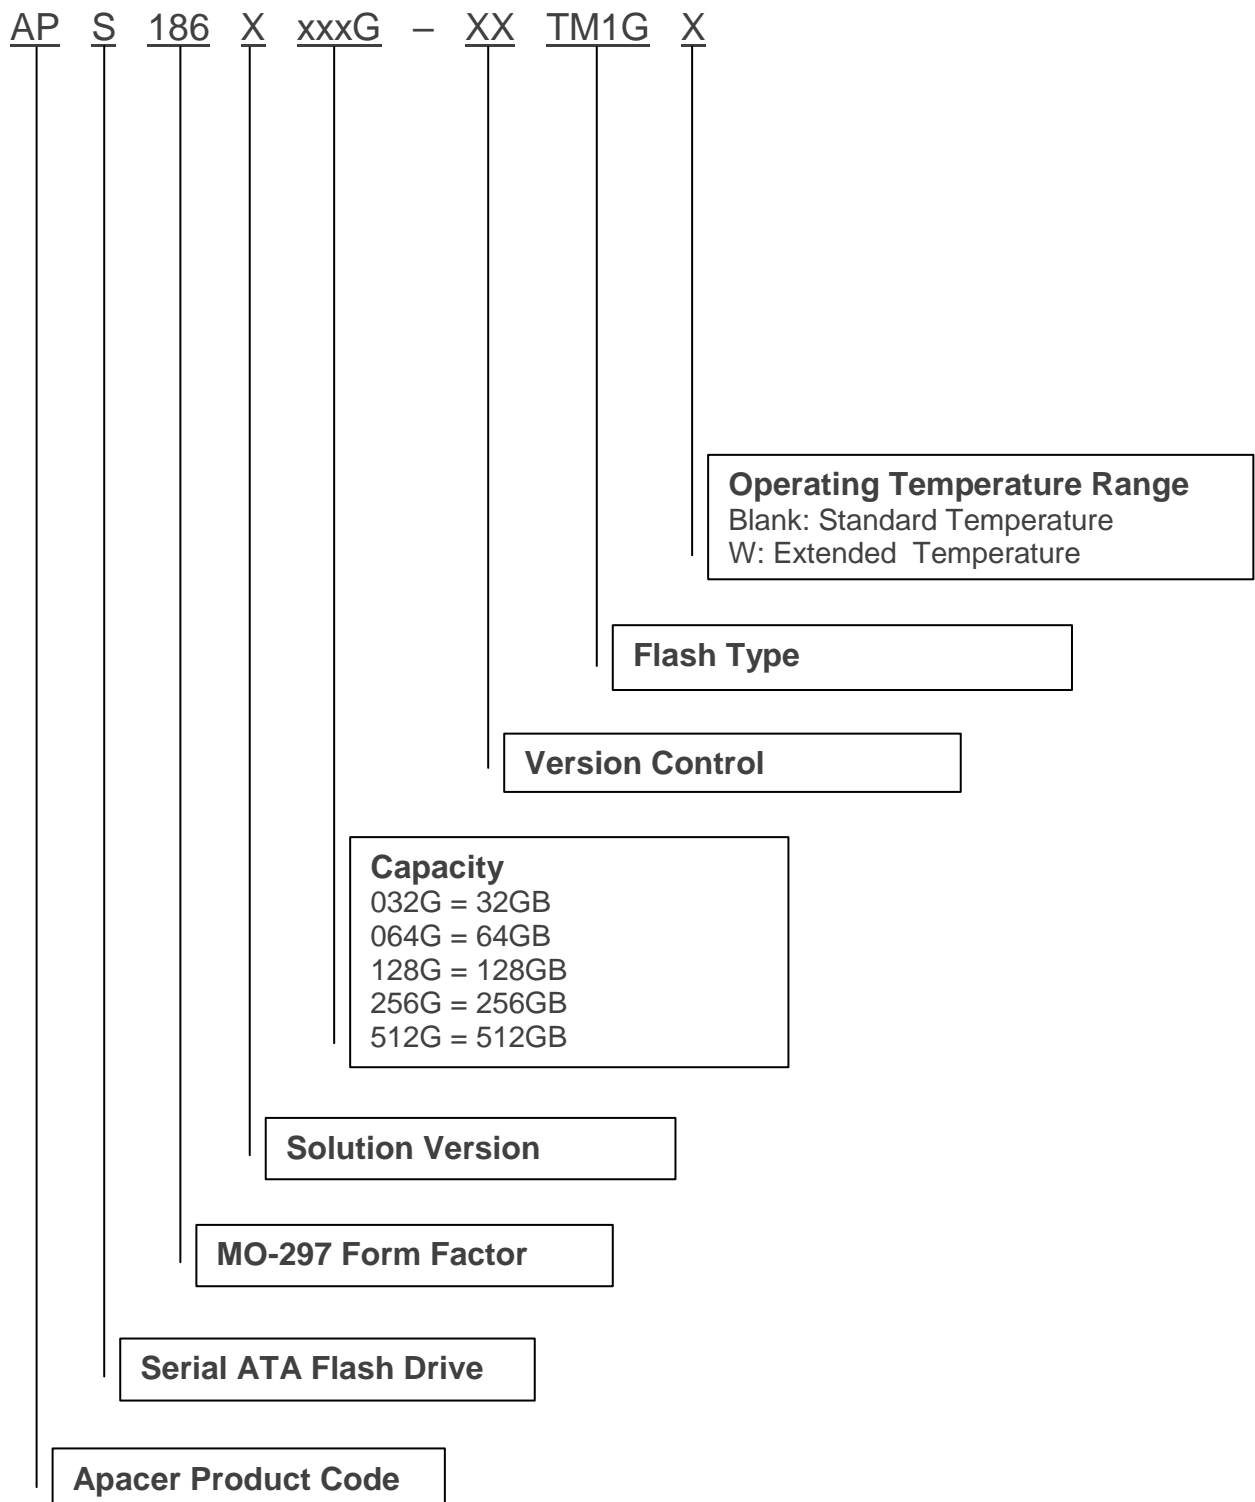 AP S 186 X xxxG – XX TM1G X
Operating Temperature Range
Blank: Standard Temperature
W: Extended Temperature
Flash Type
Version Control
Capacity
032G = 32GB
064G = 64GB
128G = 128GB
256G = 256GB
512G = 512GB
Solution Version
MO-297 Form Factor
Serial ATA Flash Drive
Apacer Product Code